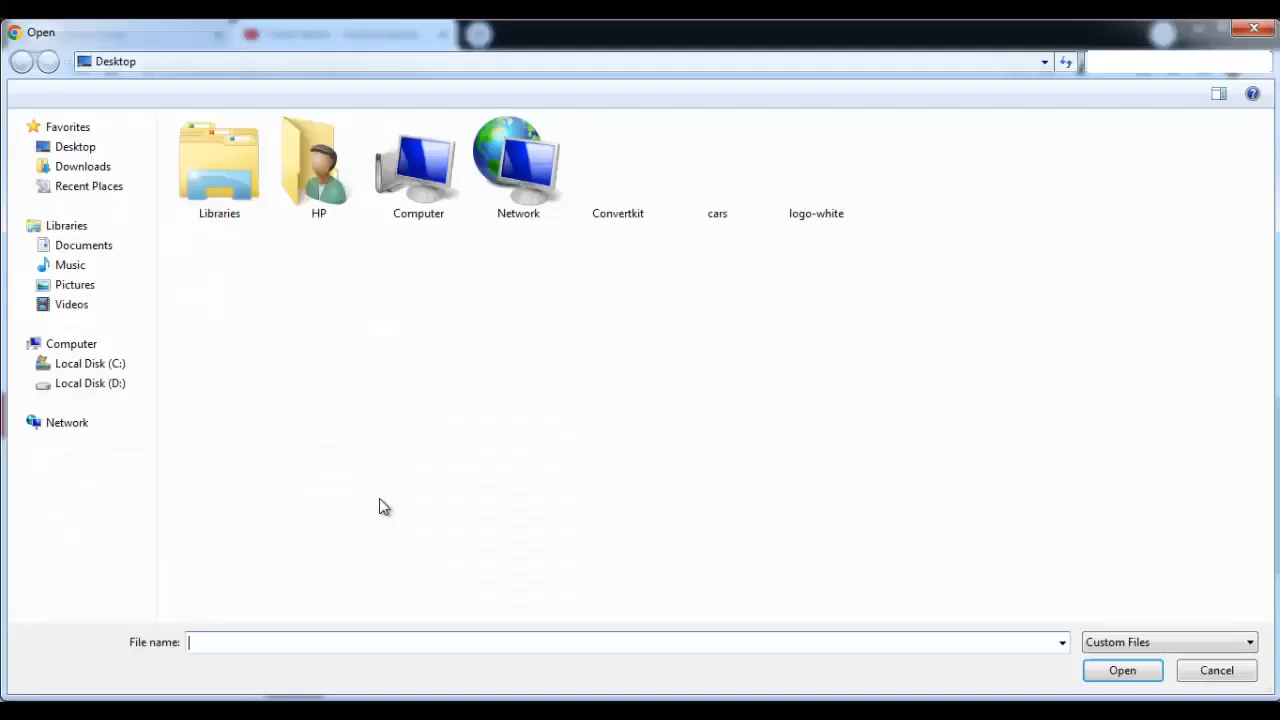 Open
Desktop
Favorites
Desktop
Downloads
Recent Places
Libraries
Documents
Music
Pictures
Videos
Computer
Local Disk (C:)
Local Disk (D:)
Network
Libraries
HP
Computer
Network
Convertkit
cars
logo-white
File name:
Custom Files
Open
Cancel